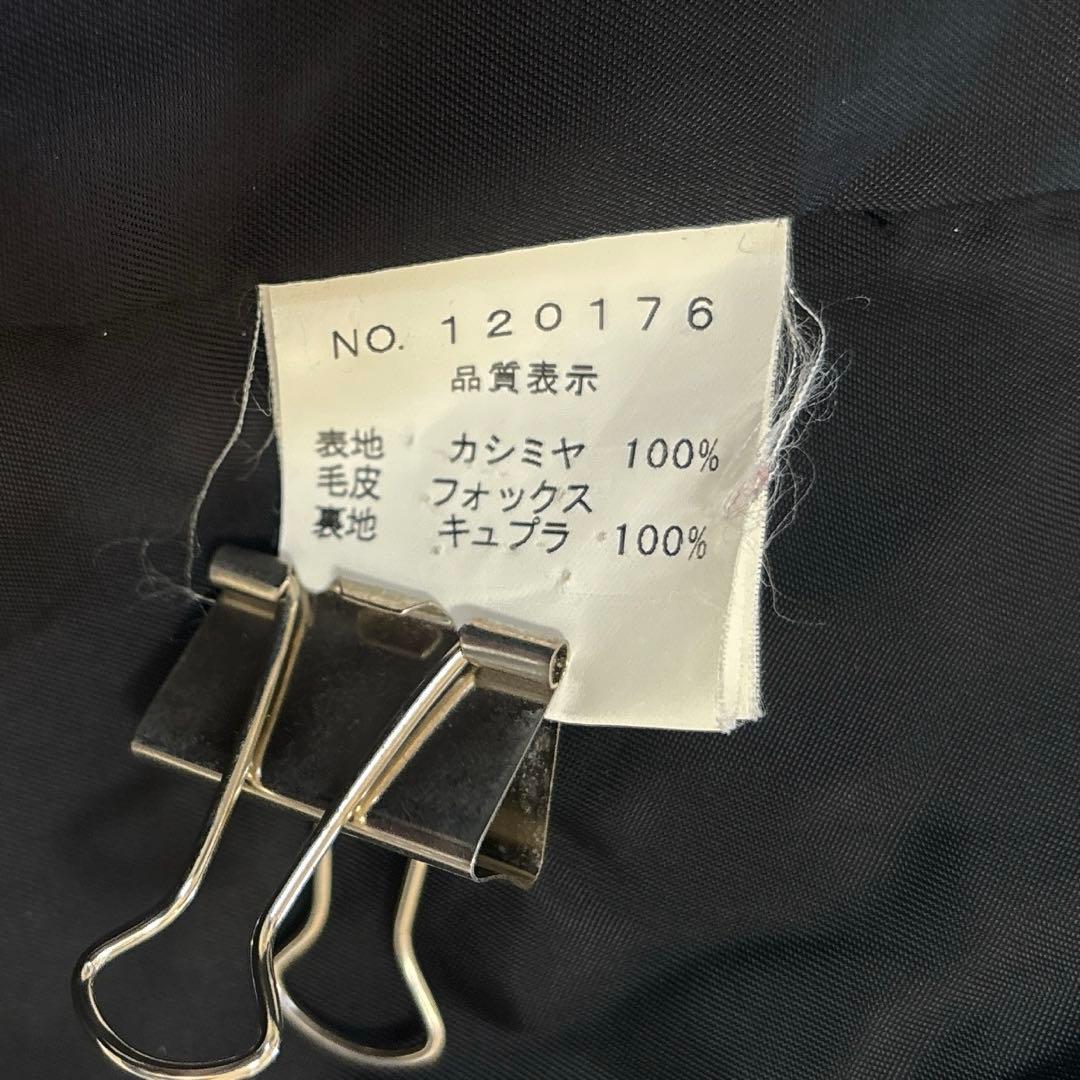 NO. 120176
品質表示
表地 カシミヤ 100%
毛皮 フォックス
裏地 キュプラ 100%